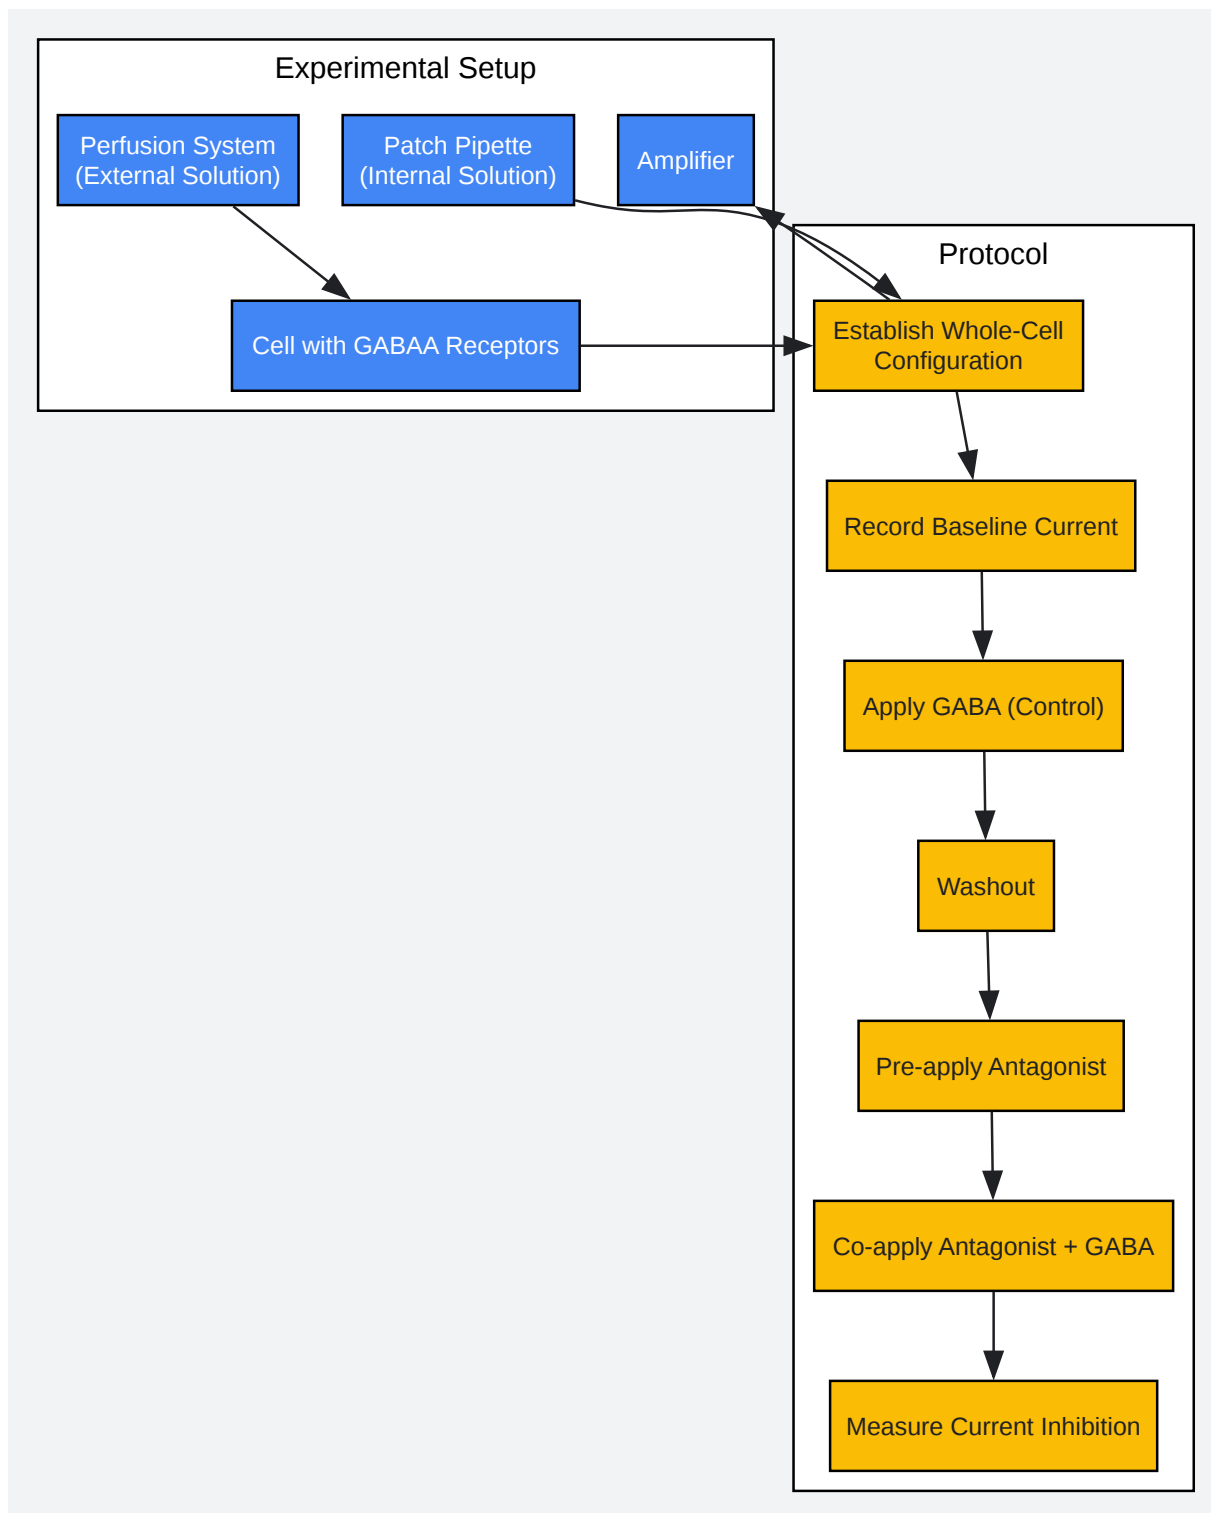 Experimental Setup
Perfusion System
(External Solution)
Patch Pipette
(Internal Solution)
Amplifier
Cell with GABAA Receptors
Protocol
Establish Whole-Cell
Configuration
Record Baseline Current
Apply GABA (Control)
Washout
Pre-apply Antagonist
Co-apply Antagonist + GABA
Measure Current Inhibition